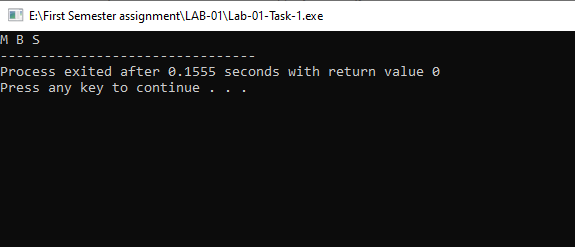 E:\First Semester assignment\LAB-01\Lab-01-Task-1.exe
M B S
--------------------------------
Process exited after 0.1555 seconds with return value 0
Press any key to continue . . .